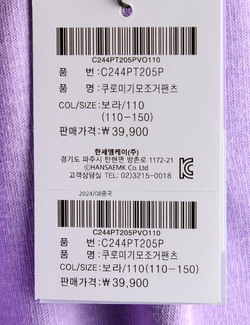 C244PT205PVO110
품 번:C244PT205P
품 명:쿠로미기모조거팬츠
COL/SIZE:보라/110
(110-150)
판매가격:₩ 39,900
한세엠케이(주)
경기도 파주시 탄현면 방촌로 1172-21
ⓒHANSAEMK Co. Ltd
고객상담실 TEL: 02)3215-0018
2024/08중국
C244PT205PVO110
품 번:C244PT205P
품 명:쿠로미기모조거팬츠
COL/SIZE:보라/110(110-150)
판매가격:₩ 39,900